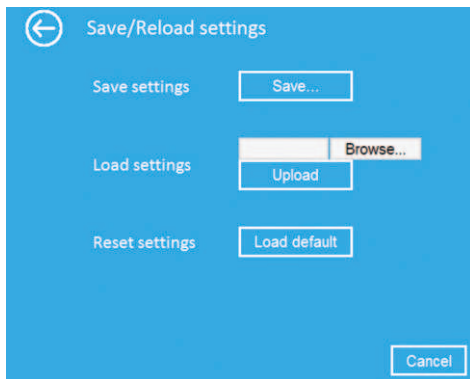 Save/Reload settings
Save settings
Save...
Browse...
Load settings
Upload
Reset settings
Load default
Cancel